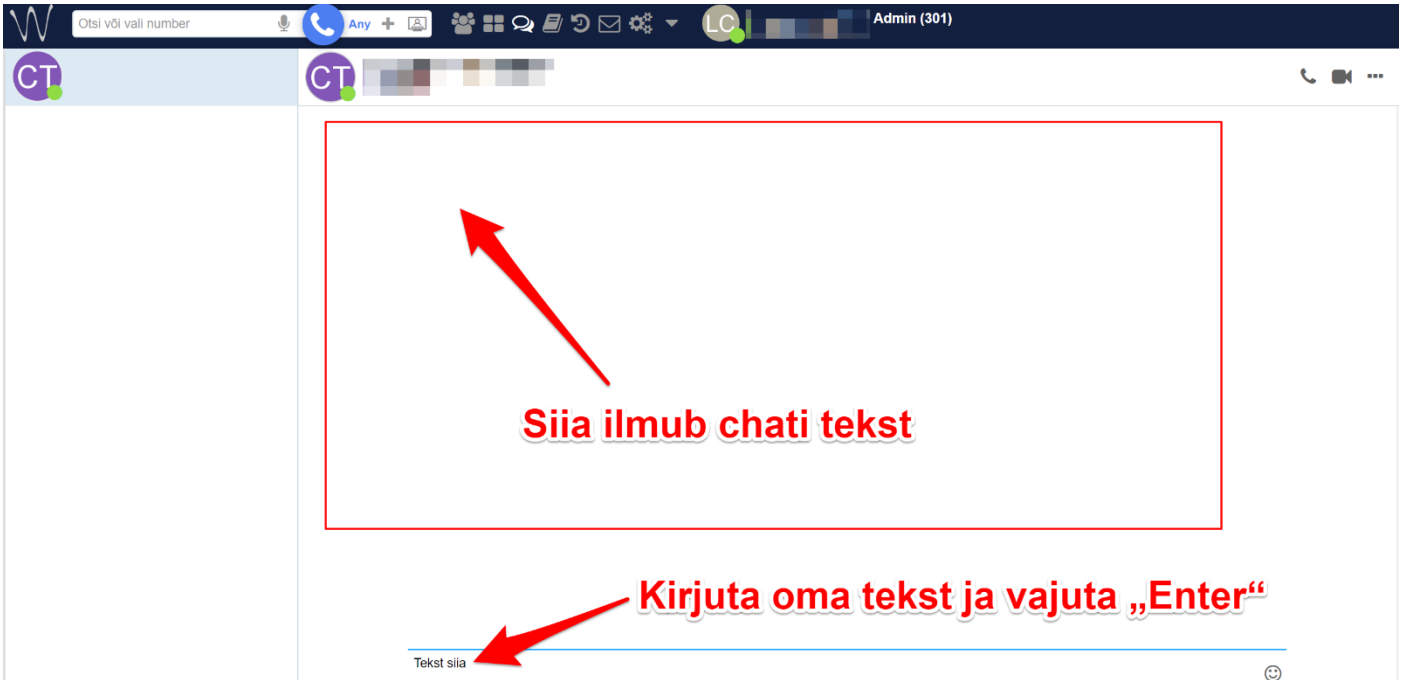 Otsi või vali number
Any
LC
Admin (301)
CT
CT
Siia ilmub chati tekst
Kirjuta oma tekst ja vajuta „Enter“
Tekst siia